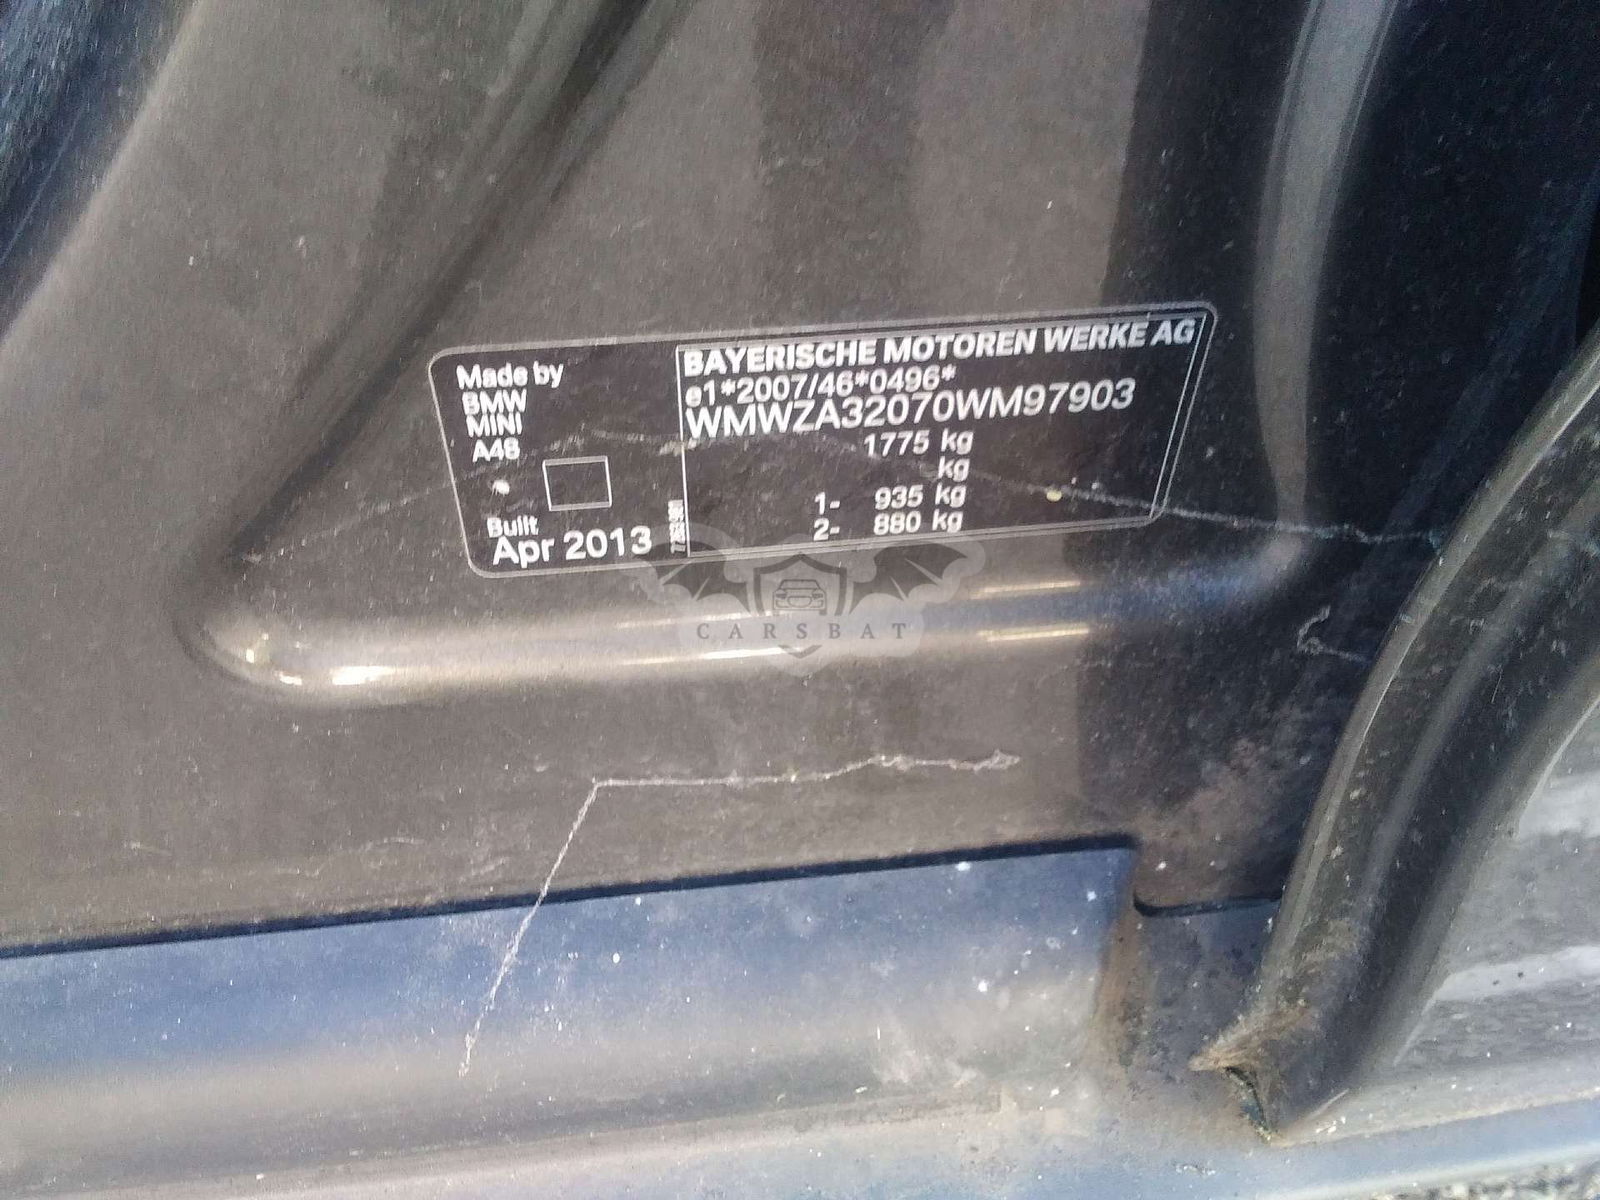 Made by
BMW
MINI
A48
Built
Apr 2013
BAYERISCHE MOTOREN WERKE AG
e1*2007/46*0496*
WMWZA32070WM97903
1775 kg
kg
1- 935 kg
2- 880 kg
CARSBAT